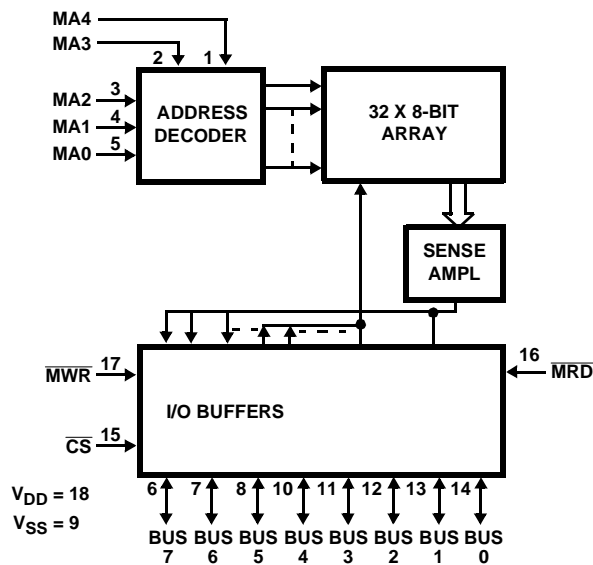 MA4
MA3
2 1
MA2 3
MA1 4
MA0 5
ADDRESS
DECODER
32 X 8-BIT
ARRAY
SENSE
AMPL
MWR 17
16 MRD
I/O BUFFERS
CS 15
6 7 8 10 11 12 13 14
VDD = 18
VSS = 9
BUS BUS BUS BUS BUS BUS BUS BUS
7 6 5 4 3 2 1 0